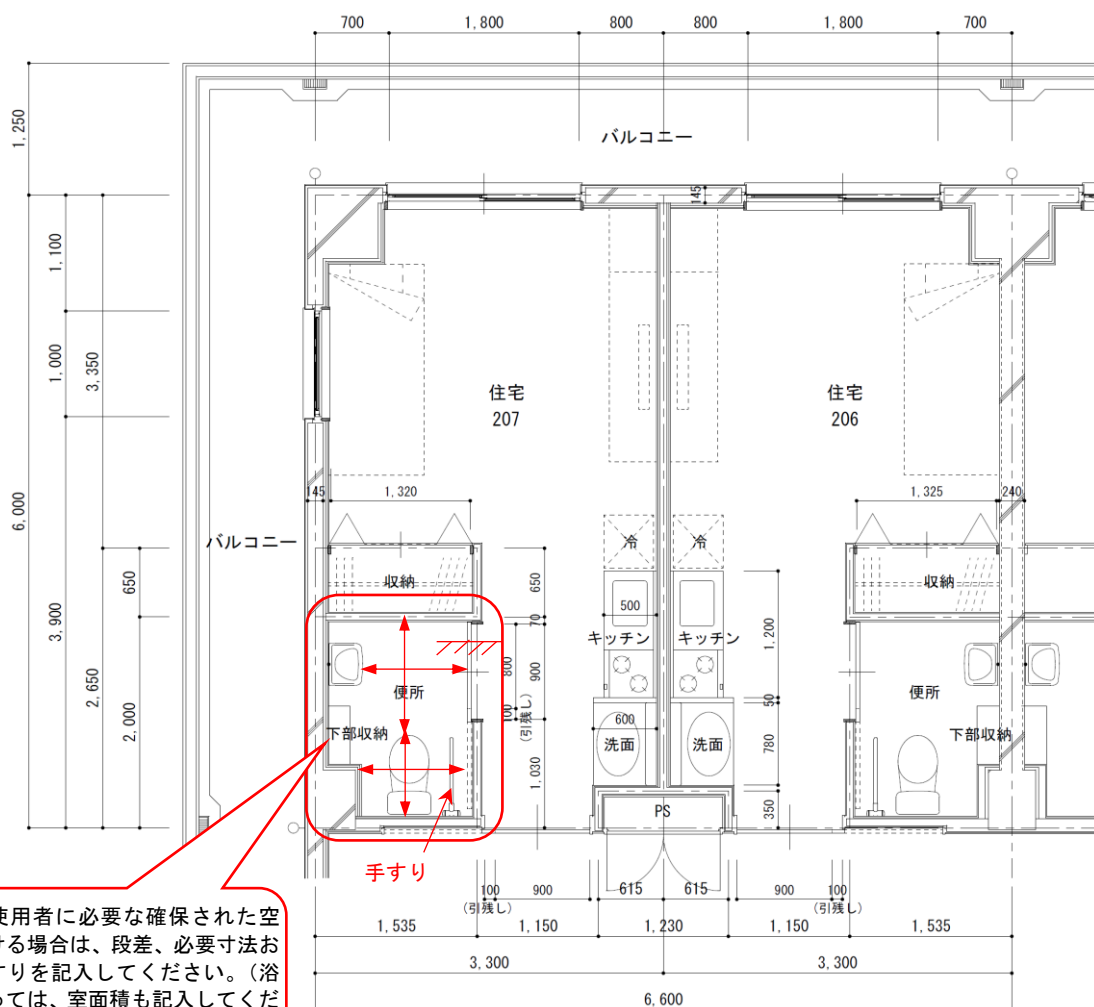 700
1,800
800
800
1,800
700
1,250
バルコニー
145
1,100
1,000
3,350
住宅
207
住宅
206
6,000
145
1,320
1,325
240
バルコニー
冷
冷
650
3,900
収納
650
収納
500
70
キッチン
キッチン
1,200
800
900
2,650
便所
便所
2,000
50
100
(引残し)
600
下部収納
洗面
洗面
780
下部収納
1,030
350
PS
手すり
100
900
615
615
900
100
(引残し)
(引残し)
1,535
1,150
1,230
1,150
1,535
3,300
3,300
6,600
使用者に必要な確保された空
ける場合は、段差、必要寸法お
すりを記入してください。(浴
っては、室面積も記入してくだ